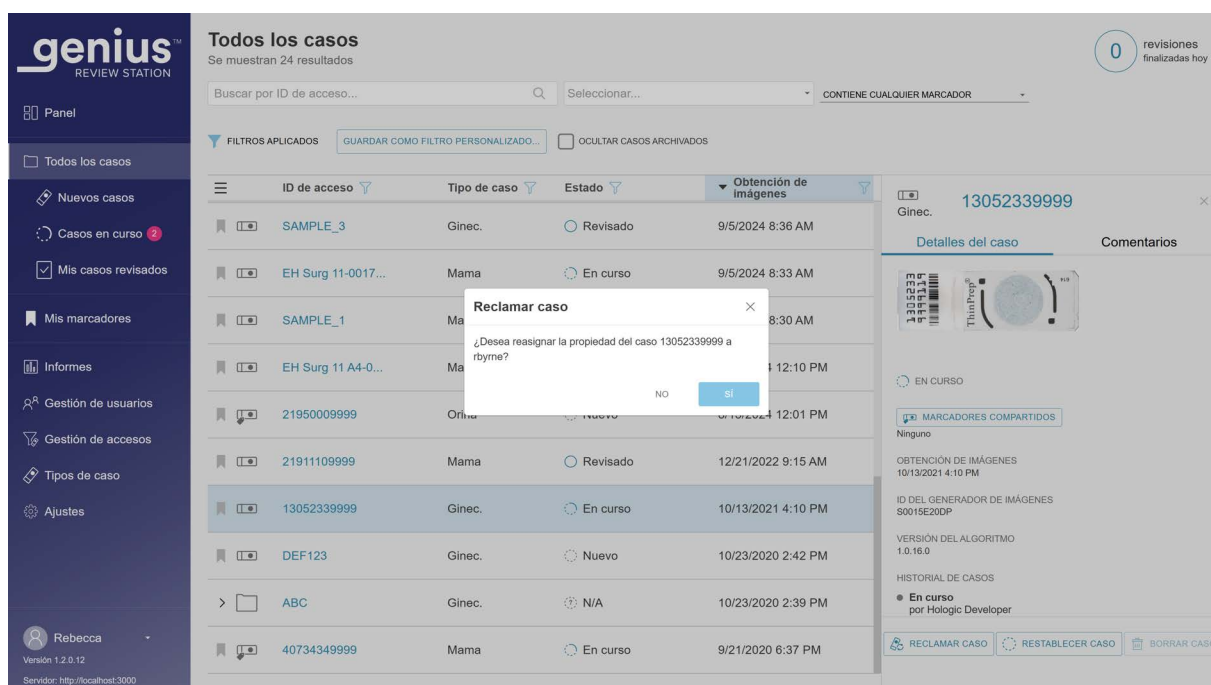 genius™
REVIEW STATION
Panel
Todos los casos
Nuevos casos
Casos en curso 2
Mis casos revisados
Mis marcadores
Informes
Gestión de usuarios
Gestión de accesos
Tipos de caso
Ajustes
Rebecca
Versión 1.2.0.12
Servidor: http://localhost:3000
Todos los casos
Se muestran 24 resultados
0 revisiones
finalizadas hoy
Buscar por ID de acceso... Seleccionar... CONTIENE CUALQUIER MARCADOR
FILTROS APLICADOS GUARDAR COMO FILTRO PERSONALIZADO... OCULTAR CASOS ARCHIVADOS
ID de acceso Tipo de caso Estado Obtención de
imágenes
SAMPLE_3 Ginec. Revisado 9/5/2024 8:36 AM
EH Surg 11-0017... Mama En curso 9/5/2024 8:33 AM
SAMPLE_1 Ma 8:30 AM
EH Surg 11 A4-0... Ma 12:10 PM
21950009999 Orina Nuevo 12:01 PM
21911109999 Mama Revisado 12/21/2022 9:15 AM
13052339999 Ginec. En curso 10/13/2021 4:10 PM
DEF123 Ginec. Nuevo 10/23/2020 2:42 PM
ABC Ginec. N/A 10/23/2020 2:39 PM
40734349999 Mama En curso 9/21/2020 6:37 PM
Reclamar caso
¿Desea reasignar la propiedad del caso 13052339999 a
rbyrne?
NO SÍ
Ginec. 13052339999
Detalles del caso Comentarios
ThinPrep®
EN CURSO
MARCADORES COMPARTIDOS
Ninguno
OBTENCIÓN DE IMÁGENES
10/13/2021 4:10 PM
ID DEL GENERADOR DE IMÁGENES
S0015E20DP
VERSIÓN DEL ALGORITMO
1.0.16.0
HISTORIAL DE CASOS
En curso
por Hologic Developer
RECLAMAR CASO RESTABLECER CASO BORRAR CAS